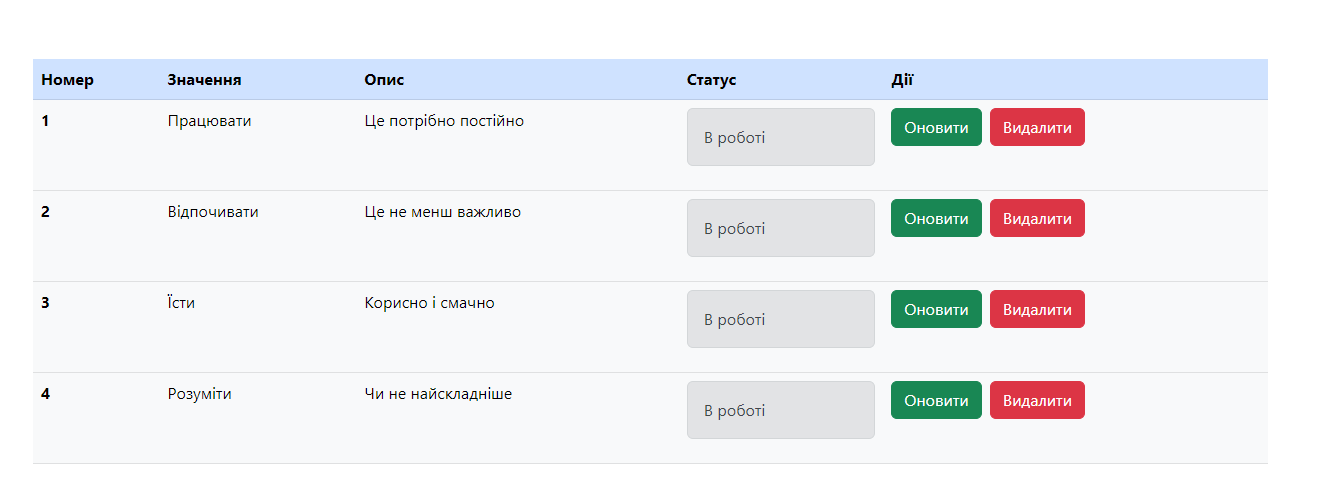 Номер Значення Опис Статус Дії
1 Працювати Це потрібно постійно В роботі Оновити Видалити
2 Відпочивати Це не менш важливо В роботі Оновити Видалити
3 Їсти Корисно і смачно В роботі Оновити Видалити
4 Розуміти Чи не найскладніше В роботі Оновити Видалити